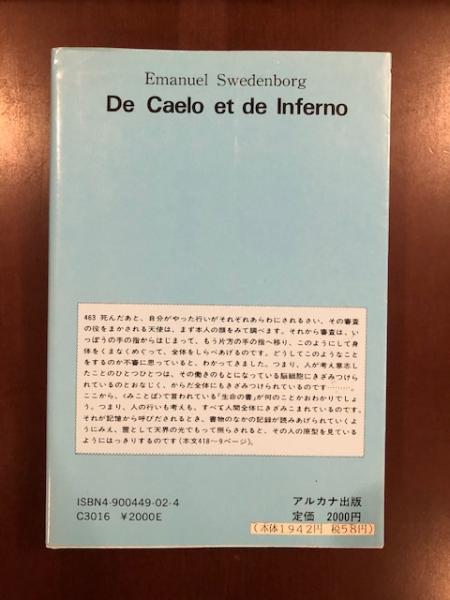 Emanuel Swedenborg
De Caelo et de Inferno
463 死んだあと、自分がやった行いがそれぞれあらわにされるさい、その審査
の役をまかされる天使は、まず本人の顔をみて調べます。それから審査は、い
っぽうの手の指からはじまって、もう片方の手の指へ移り、このようにして身
体をくまなくめぐって、全体をしらべあげるのです。どうしてこのようなこと
をするのか不審に思っていると、わかってきました。つまり、人が考え意志し
たことのひとつひとつは、その働きのもとになっている脳細胞にきざみつけら
れているのとおなじく、からだ全体にもきざみつけられているのです………。
ここから、〈みことば〉で言われている「生命の書」が何のことかおわかりでしょ
う。つまり、人の行いも考えも、すべて人間全体にきざみこまれているのです。
それが記憶から呼びだされるとき、書物のなかの記録が読みあげられていくよ
うにみえ、霊として天界の光でもって照らされると、その人の原型を見ている
ようにはっきりするのです(本文418〜9ページ)。
ISBN4-900449-02-4
C3016 ¥2000E
アルカナ出版
定価 2000円
(本体1942円 税58円)